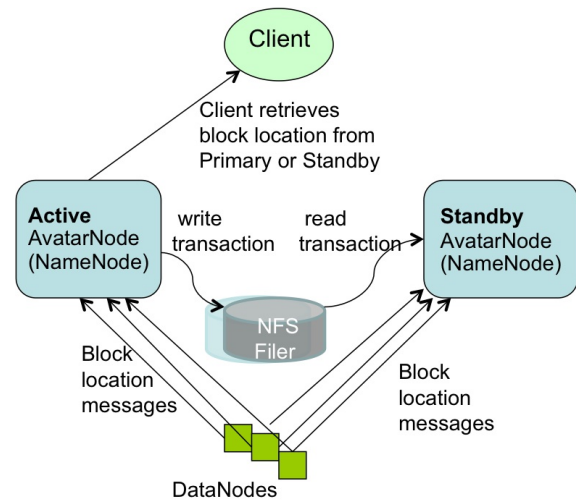 Client
Client retrieves
block location from
Primary or Standby
Active
AvatarNode
(NameNode)
write
transaction
read
transaction
Standby
AvatarNode
(NameNode)
NFS
Filer
Block
location
messages
Block
location
messages
DataNodes